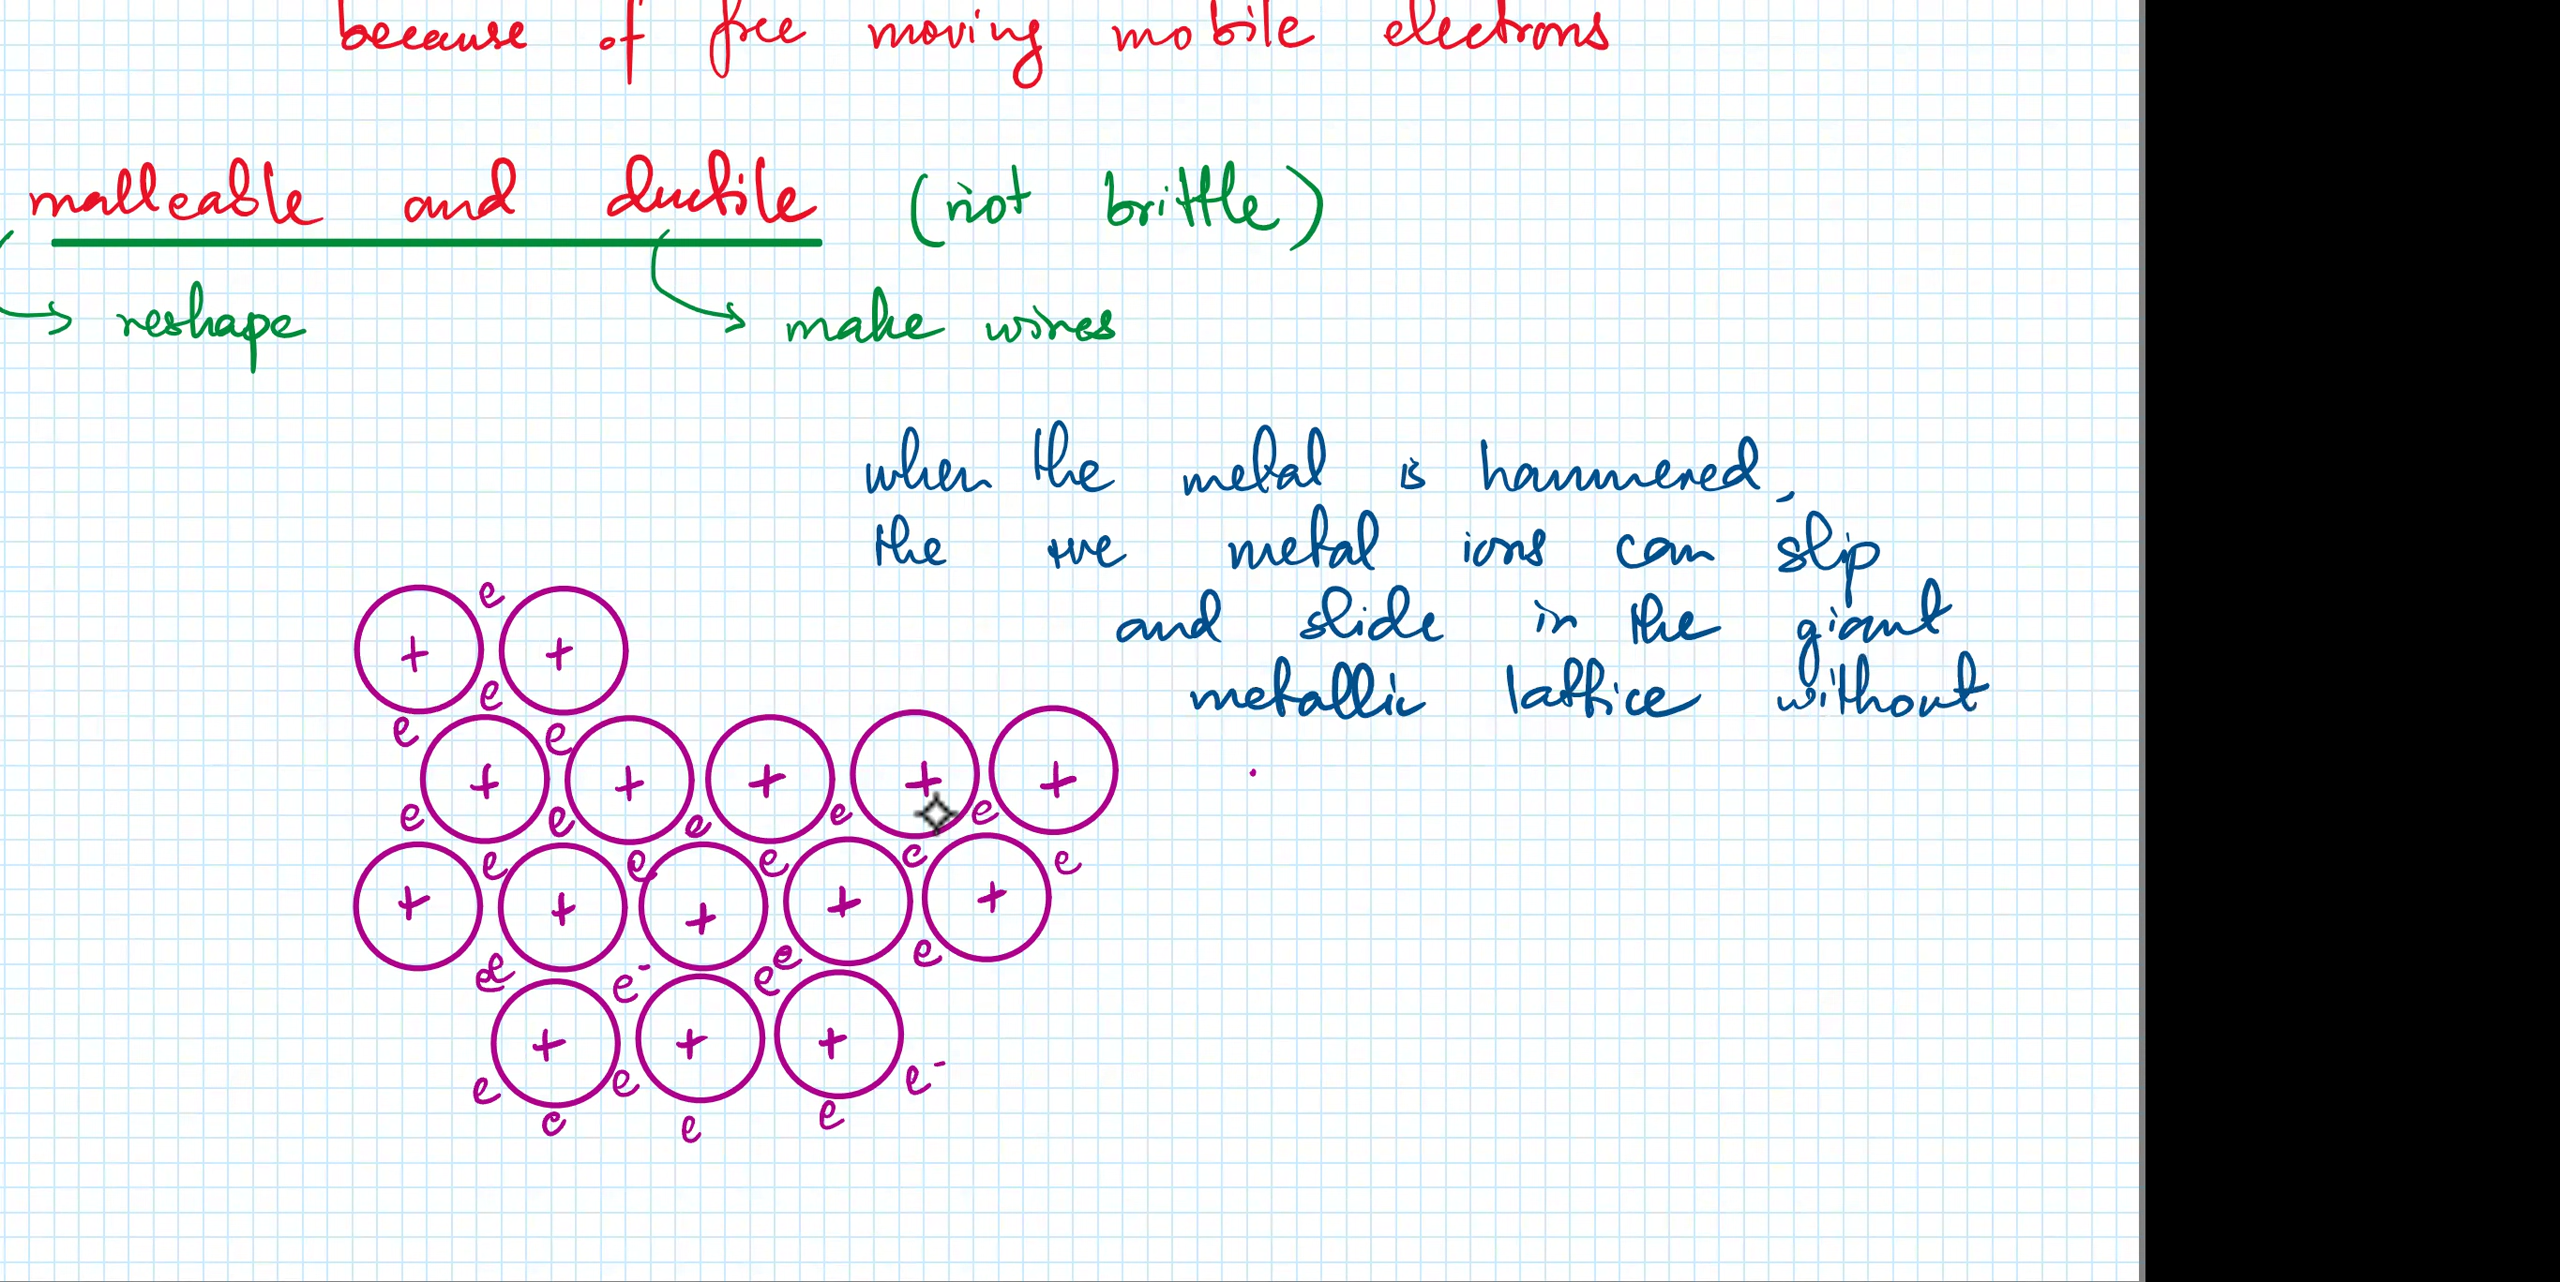 because of free moving mobile electrons
malleable and ductile (not brittle)
reshape make wires
when the metal is hammered,
the +ve metal ions can slip
and slide in the giant
metallic lattice without
e
+ +
e
e e
+ + + + +
e e e e e
e e e e e
+ + + + +
e e⁻ e e e
+ + +
e e e⁻
e e e